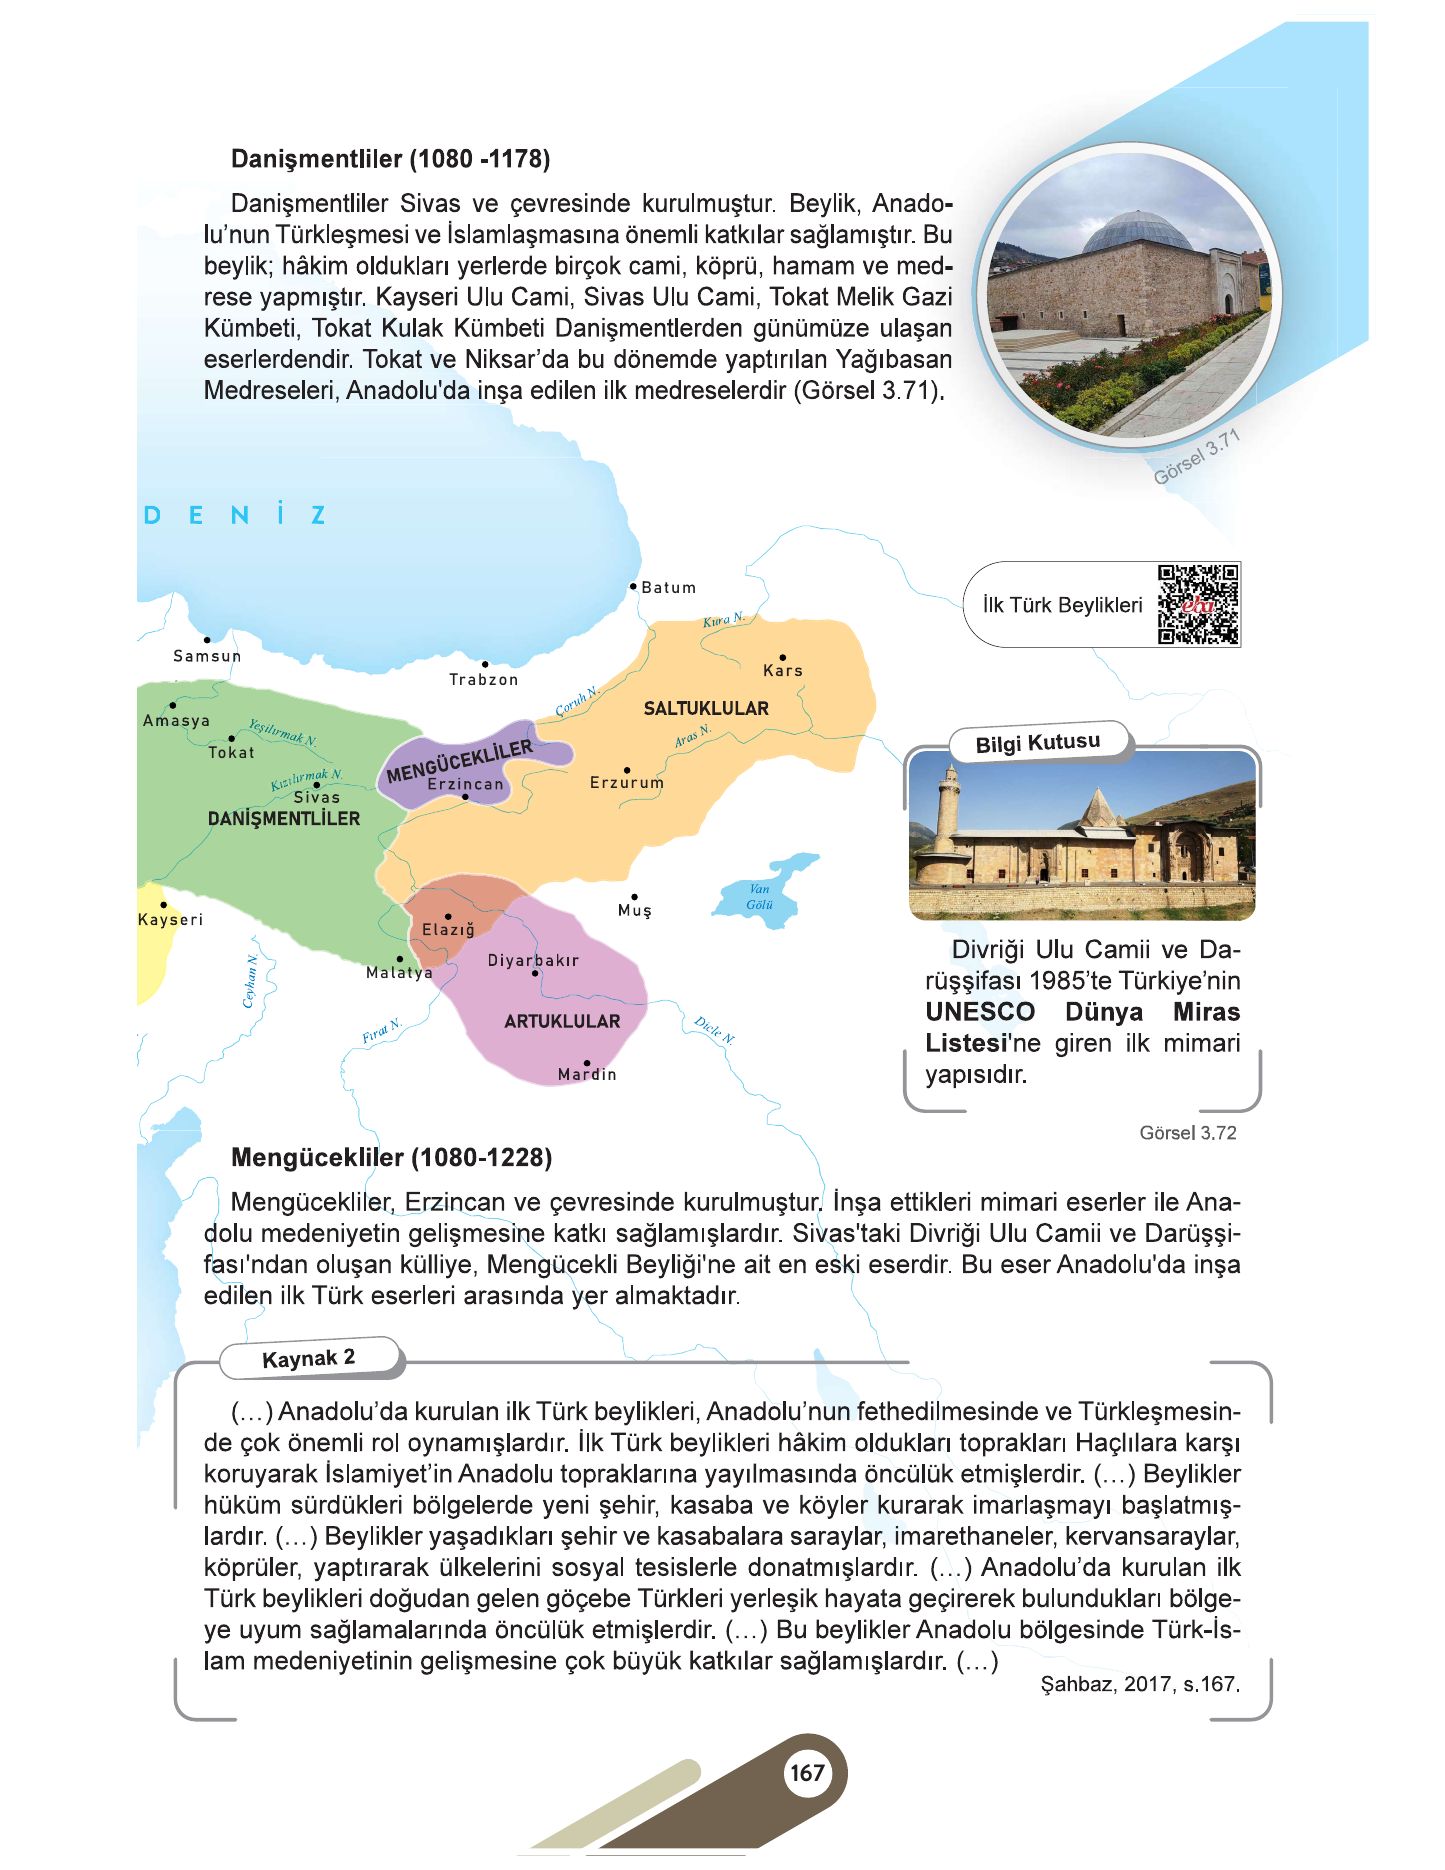 Danişmentliler (1080 -1178)
Danişmentliler Sivas ve çevresinde kurulmuştur. Beylik, Anado-
lu’nun Türkleşmesi ve İslamlaşmasına önemli katkılar sağlamıştır. Bu
beylik; hâkim oldukları yerlerde birçok cami, köprü, hamam ve med-
rese yapmıştır. Kayseri Ulu Cami, Sivas Ulu Cami, Tokat Melik Gazi
Kümbeti, Tokat Kulak Kümbeti Danişmentlerden günümüze ulaşan
eserlerdendir. Tokat ve Niksar’da bu dönemde yaptırılan Yağıbasan
Medreseleri, Anadolu'da inşa edilen ilk medreselerdir (Görsel 3.71).
Görsel 3.71
DENİZ
Batum
İlk Türk Beylikleri
eba
Kura N.
Samsun
Trabzon
Kars
Çoruh N.
SALTUKLULAR
Amasya
Yeşilırmak N.
Aras N.
Tokat
MENGÜCEKLİLER
Erzincan
Erzurum
Kızılırmak N.
Sivas
DANİŞMENTLİLER
Bilgi Kutusu
Van
Gölü
Kayseri
Muş
Elazığ
Malatya
Diyarbakır
Ceyhan N.
ARTUKLULAR
Fırat N.
Dicle N.
Mardin
Divriği Ulu Camii ve Da-
rüşşifası 1985’te Türkiye’nin
UNESCO Dünya Miras
Listesi'ne giren ilk mimari
yapısıdır.
Görsel 3.72
Mengücekliler (1080-1228)
Mengücekliler, Erzincan ve çevresinde kurulmuştur. İnşa ettikleri mimari eserler ile Ana-
dolu medeniyetin gelişmesine katkı sağlamışlardır. Sivas'taki Divriği Ulu Camii ve Darüşşi-
fası'ndan oluşan külliye, Mengücekli Beyliği'ne ait en eski eserdir. Bu eser Anadolu'da inşa
edilen ilk Türk eserleri arasında yer almaktadır.
Kaynak 2
(…) Anadolu’da kurulan ilk Türk beylikleri, Anadolu’nun fethedilmesinde ve Türkleşmesin-
de çok önemli rol oynamışlardır. İlk Türk beylikleri hâkim oldukları toprakları Haçlılara karşı
koruyarak İslamiyet’in Anadolu topraklarına yayılmasında öncülük etmişlerdir. (…) Beylikler
hüküm sürdükleri bölgelerde yeni şehir, kasaba ve köyler kurarak imarlaşmayı başlatmış-
lardır. (…) Beylikler yaşadıkları şehir ve kasabalara saraylar, imarethaneler, kervansaraylar,
köprüler, yaptırarak ülkelerini sosyal tesislerle donatmışlardır. (…) Anadolu’da kurulan ilk
Türk beylikleri doğudan gelen göçebe Türkleri yerleşik hayata geçirerek bulundukları bölge-
ye uyum sağlamalarında öncülük etmişlerdir. (…) Bu beylikler Anadolu bölgesinde Türk-İs-
lam medeniyetinin gelişmesine çok büyük katkılar sağlamışlardır. (…)
Şahbaz, 2017, s.167.
167